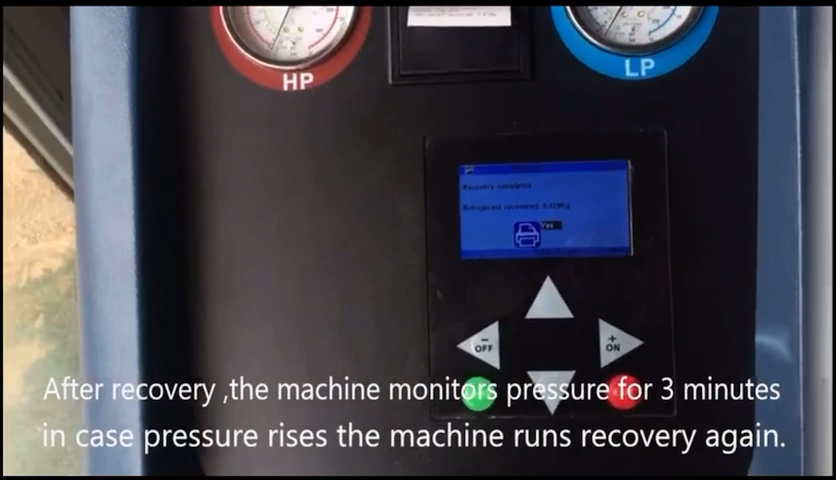 HP
LP
Recovery completed
Refrigerant recovered:
Yes
− OFF
+ ON
After recovery ,the machine monitors pressure for 3 minutes
in case pressure rises the machine runs recovery again.